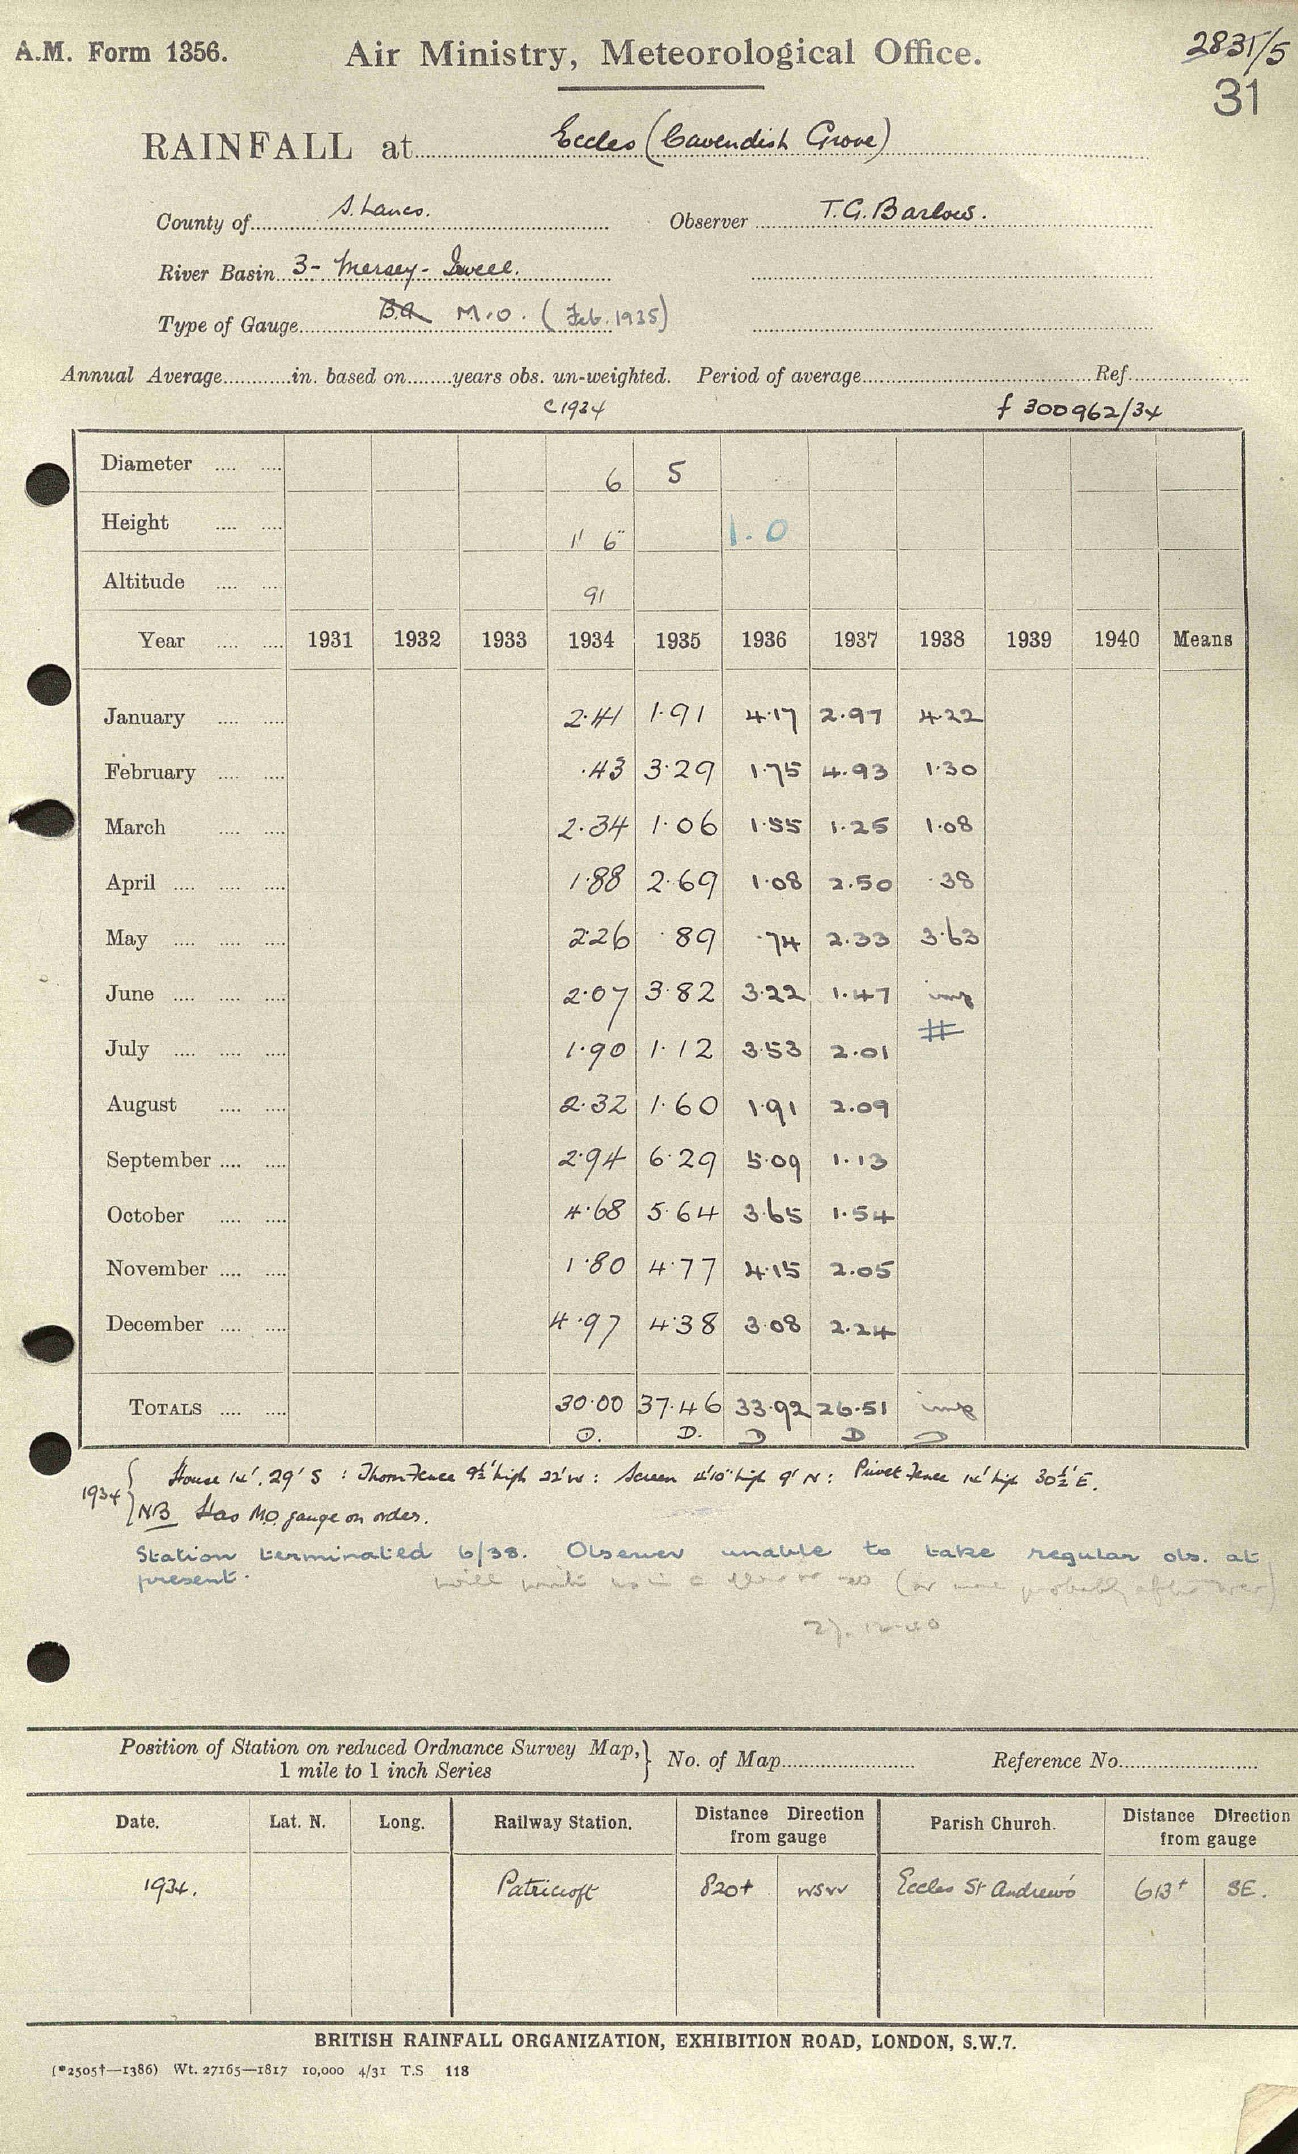 A.M. Form 1356. Air Ministry, Meteorological Office. 2835/5
31
RAINFALL at Eccles (Cavendish Grove)
County of S. Lancs. Observer T. G. Barlow.
River Basin 3- Mersey - Irwell.
Type of Gauge B.A M.O. (Feb. 1935)
Annual Average............in. based on........years obs. un-weighted. Period of average.......... Ref..........
c1934 f 300962/34
Diameter .... .... 6 5
Height .... .... 1' 6" 1.0
Altitude .... .... 91
Year .... .... 1931 1932 1933 1934 1935 1936 1937 1938 1939 1940 Means
January .... .... 2.41 1.91 4.17 2.97 4.22
February .... .... .43 3.29 1.75 4.93 1.30
March .... .... 2.34 1.06 1.55 1.25 1.08
April .... .... .... 1.88 2.69 1.08 2.50 .38
May .... .... .... 2.26 .89 .74 2.33 3.63
June .... .... .... 2.07 3.82 3.22 1.47 imp
July .... .... .... 1.90 1.12 3.53 2.01
August .... .... 2.32 1.60 1.91 2.09
September .... .... 2.94 6.29 5.09 1.13
October .... .... 4.68 5.64 3.65 1.54
November .... .... 1.80 4.77 4.15 2.05
December .... .... 4.97 4.38 3.08 2.24
TOTALS .... .... 30.00 37.46 33.92 26.51 imp
D. D. D D D
1934 { House 14', 29' S : Thorn Fence 9½' high 22' W : Screen 4'10" high 9' N : Privet Fence 14' high 30½' E.
NB Has M.O. gauge on order.
Station terminated 6/38. Observer unable to take regular obs. at
present. will write (or more probably after war)
Position of Station on reduced Ordnance Survey Map, } No. of Map.......... Reference No..........
1 mile to 1 inch Series
Date. Lat. N. Long. Railway Station. Distance Direction from gauge Parish Church. Distance Direction from gauge
1934. Patricroft 820+ WSW Eccles St Andrew's 613+ SE.
BRITISH RAINFALL ORGANIZATION, EXHIBITION ROAD, LONDON, S.W.7.
(*2505†—1386) Wt. 27165—1817 10,000 4/31 T.S 118